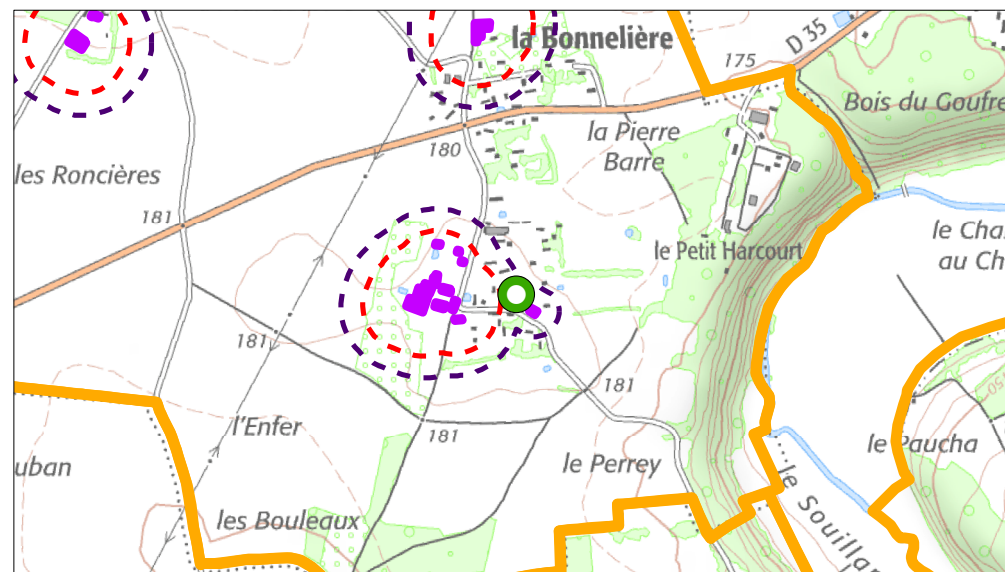 la Bonnelière
D 35
175
Bois du Goufre
la Pierre
Barre
180
les Roncières
181
le Petit Harcourt
le Cha
au Ch
181
181
l'Enfer
181
le Perrey
le Paucha
uban
les Bouleaux
le Souillar